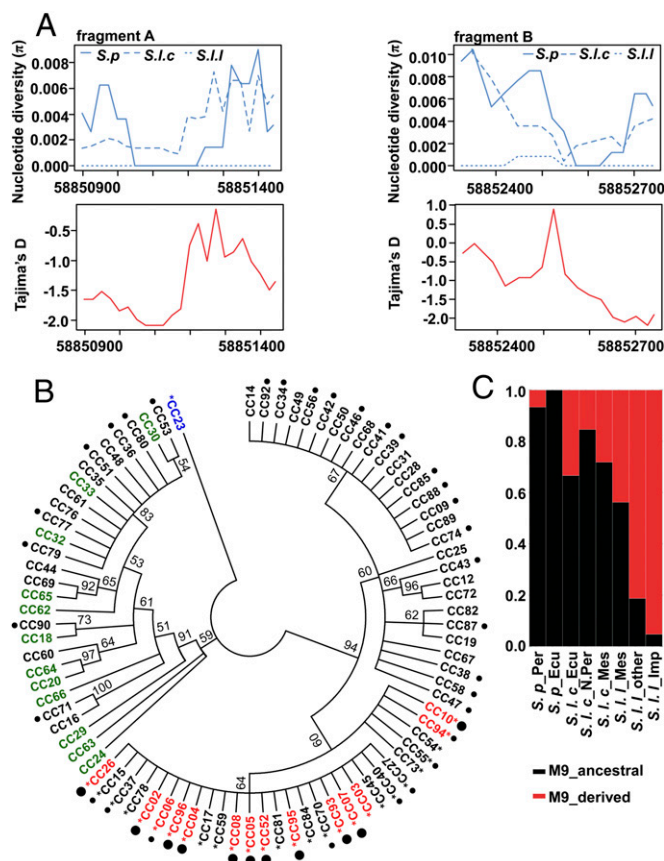 A
fragment A
S.p S.l.c S.l.l
Nucleotide diversity (π)
0.008
0.006
0.004
0.002
0.000
58850900 58851400
fragment B
S.p S.l.c S.l.l
Nucleotide diversity (π)
0.010
0.008
0.006
0.004
0.002
0.000
58852400 58852700
Tajima's D
-0.5
-1.0
-1.5
-2.0
58850900 58851400
Tajima's D
1.0
0.5
0.0
-0.5
-1.0
-1.5
-2.0
58852400 58852700
B
*CC23
CC53
CC30
CC80
CC36
CC48
CC51
CC35
CC33
CC61
CC76
CC77
CC32
CC79
CC44
CC69
CC65
CC62
CC90
CC18
CC60
CC64
CC20
CC66
CC71
CC16
CC29
CC63
CC24
*CC26
*CC15
*CC37
*CC78
*CC02
*CC06
*CC96
*CC04
*CC17
*CC59
*CC08
*CC05
*CC52
*CC81
*CC95
*CC84
*CC70
*CC93
*CC07
*CC03
*CC45
CC40
CC27
CC73*
CC55*
CC54*
CC94*
CC10*
CC47
CC58
CC38
CC67
CC19
CC87
CC82
CC72
CC12
CC43
CC25
CC74
CC89
CC09
CC88
CC85
CC28
CC31
CC39
CC41
CC68
CC46
CC50
CC42
CC56
CC49
CC34
CC92
CC14
54
83
53
65
92
61
73
64
97
51
91
100
59
67
60
66
96
62
94
60
64
C
1.0
0.8
0.6
0.4
0.2
0.0
S. p_Per
S. p_Ecu
S. l. c_Ecu
S. l. c_N.Per
S. l. c_Mes
S. l. l_Mes
S. l. l_other
S. l. l_Imp
M9_ancestral
M9_derived